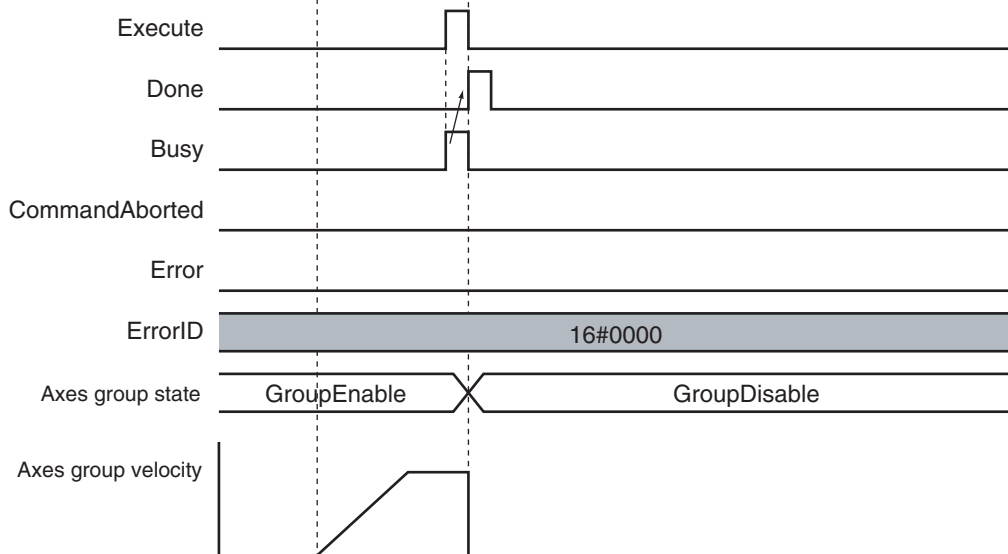 Execute
Done
Busy
CommandAborted
Error
ErrorID 16#0000
Axes group state GroupEnable GroupDisable
Axes group velocity